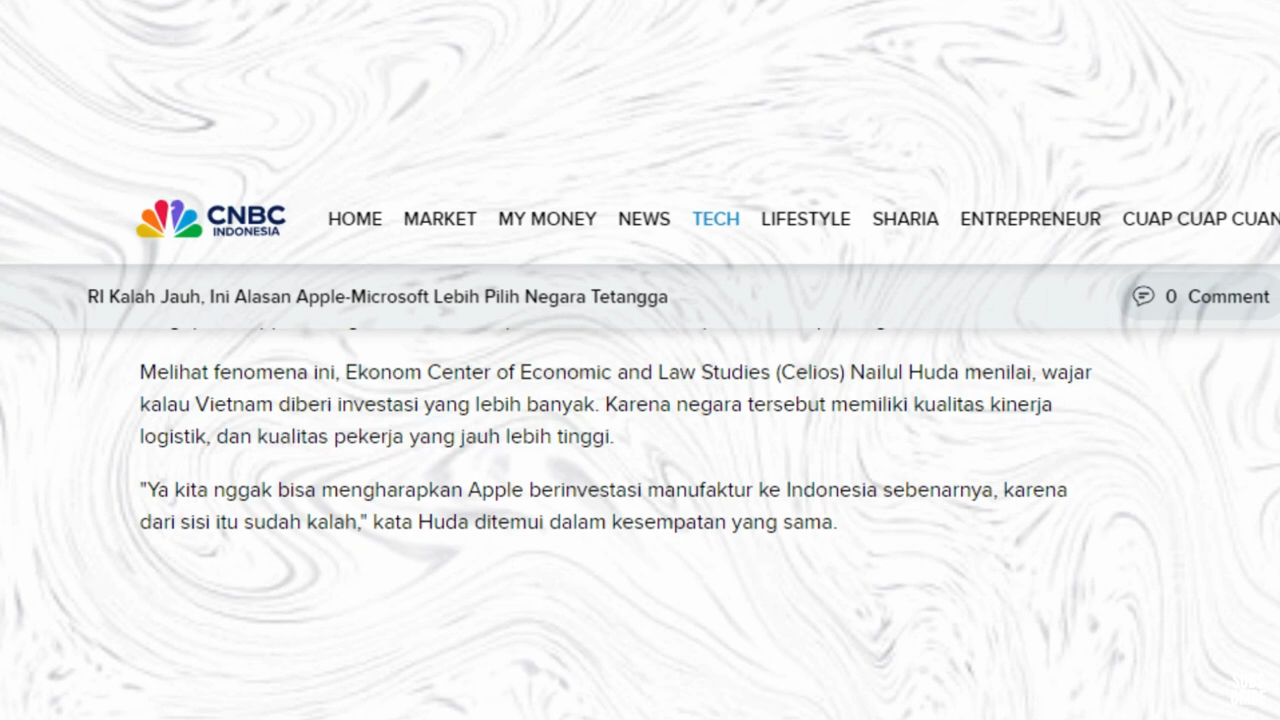 CNBC
INDONESIA
HOME MARKET MY MONEY NEWS TECH LIFESTYLE SHARIA ENTREPRENEUR CUAP CUAP CUAN
RI Kalah Jauh, Ini Alasan Apple-Microsoft Lebih Pilih Negara Tetangga
0 Comment
Melihat fenomena ini, Ekonom Center of Economic and Law Studies (Celios) Nailul Huda menilai, wajar
kalau Vietnam diberi investasi yang lebih banyak. Karena negara tersebut memiliki kualitas kinerja
logistik, dan kualitas pekerja yang jauh lebih tinggi.
"Ya kita nggak bisa mengharapkan Apple berinvestasi manufaktur ke Indonesia sebenarnya, karena
dari sisi itu sudah kalah," kata Huda ditemui dalam kesempatan yang sama.